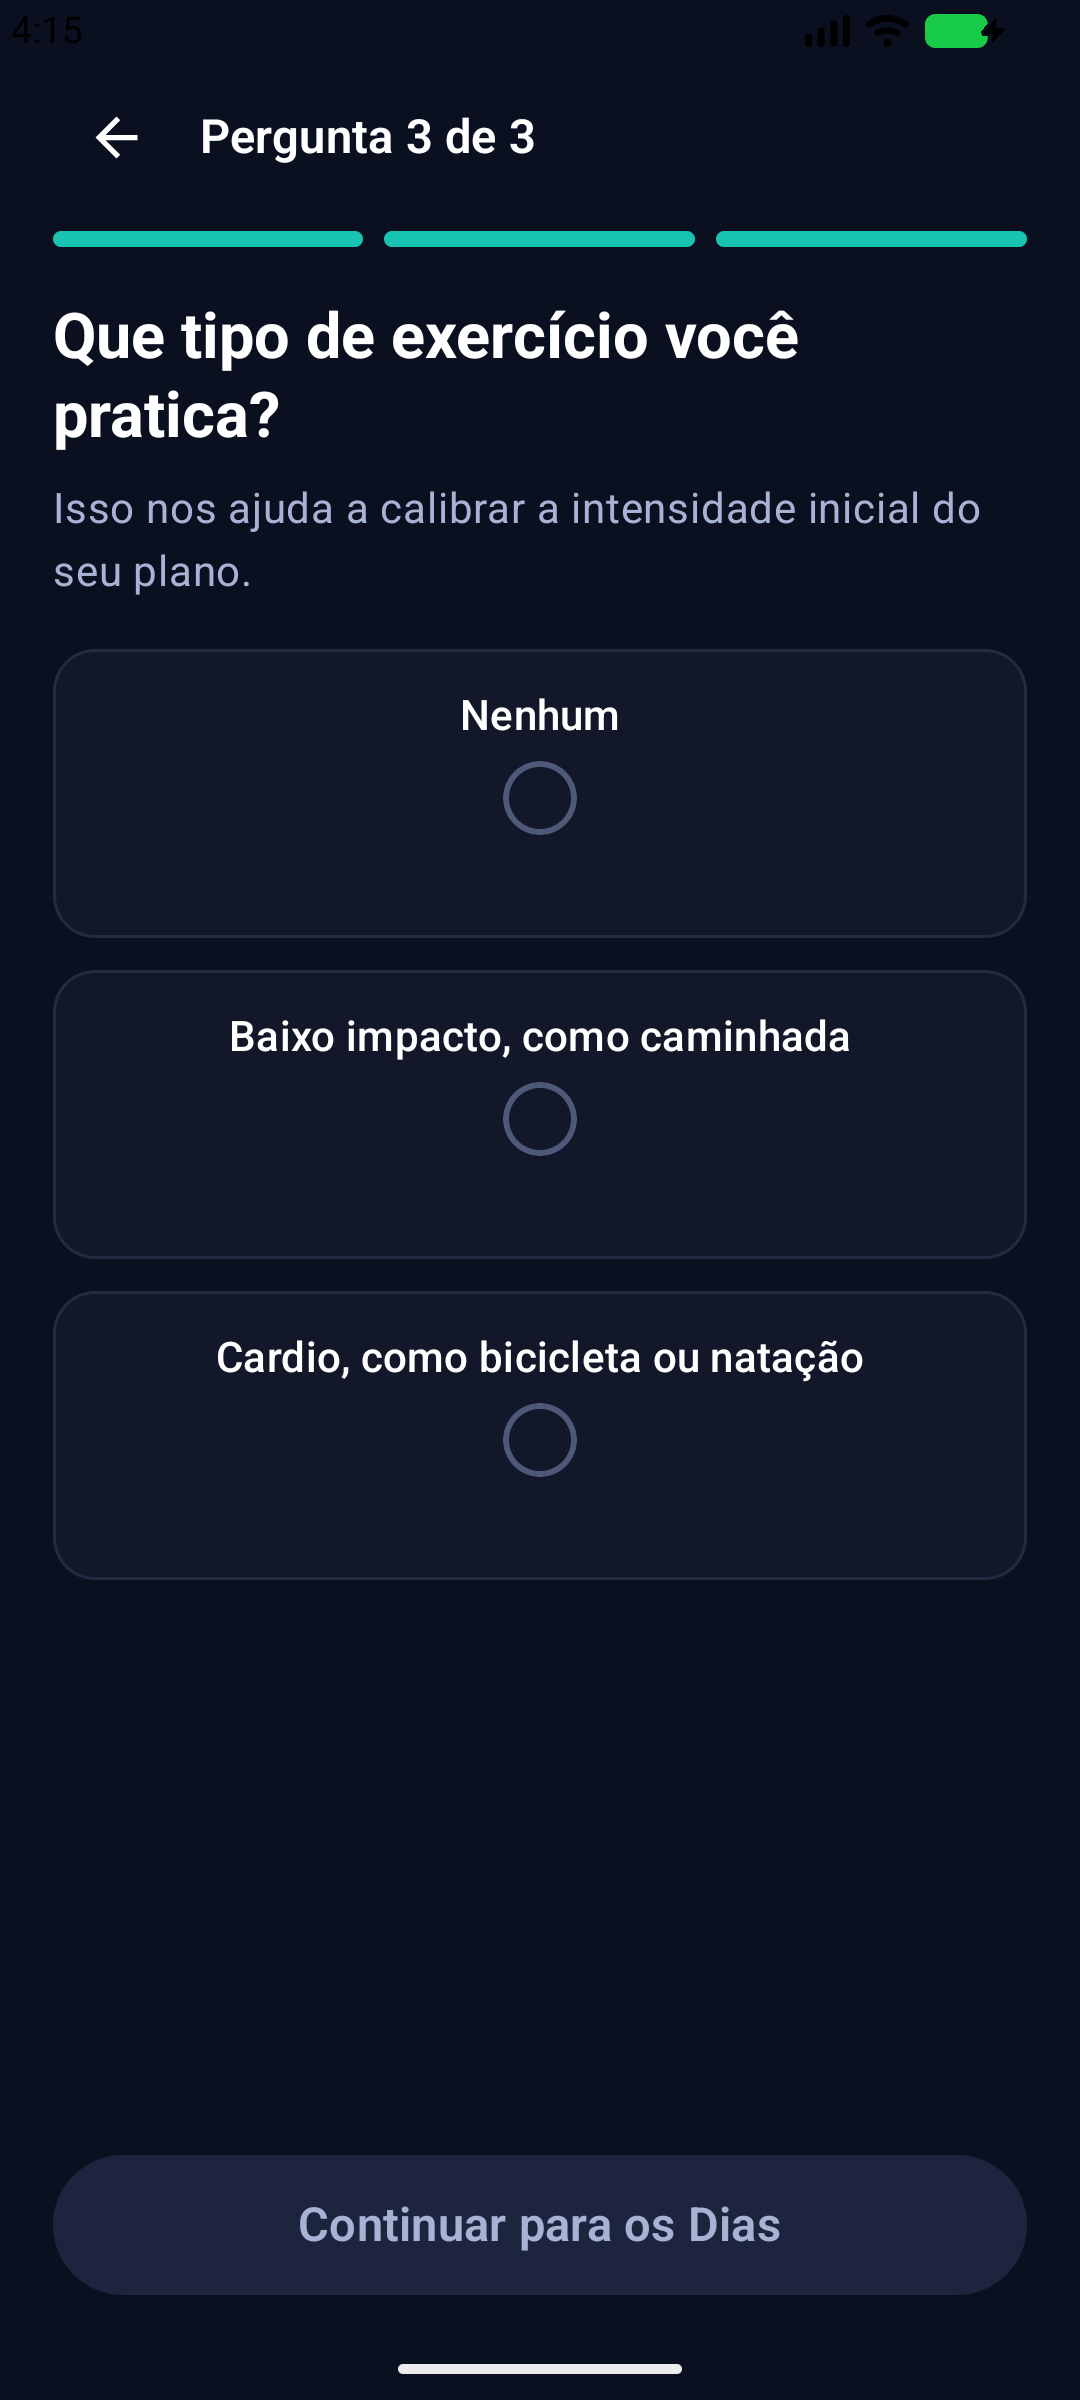 4:15
Pergunta 3 de 3
Que tipo de exercício você
pratica?
Isso nos ajuda a calibrar a intensidade inicial do
seu plano.
Nenhum
Baixo impacto, como caminhada
Cardio, como bicicleta ou natação
Continuar para os Dias